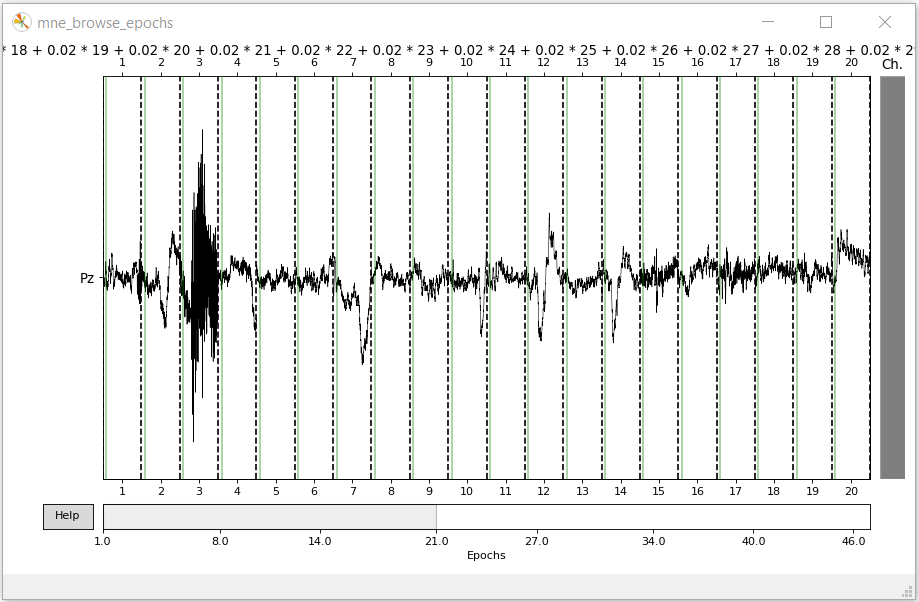 mne_browse_epochs
* 18 + 0.02 * 19 + 0.02 * 20 + 0.02 * 21 + 0.02 * 22 + 0.02 * 23 + 0.02 * 24 + 0.02 * 25 + 0.02 * 26 + 0.02 * 27 + 0.02 * 28 + 0.02 * 29
1 2 3 4 5 6 7 8 9 10 11 12 13 14 15 16 17 18 19 20 Ch.
Pz
1 2 3 4 5 6 7 8 9 10 11 12 13 14 15 16 17 18 19 20
Help
1.0 8.0 14.0 21.0 27.0 34.0 40.0 46.0
Epochs